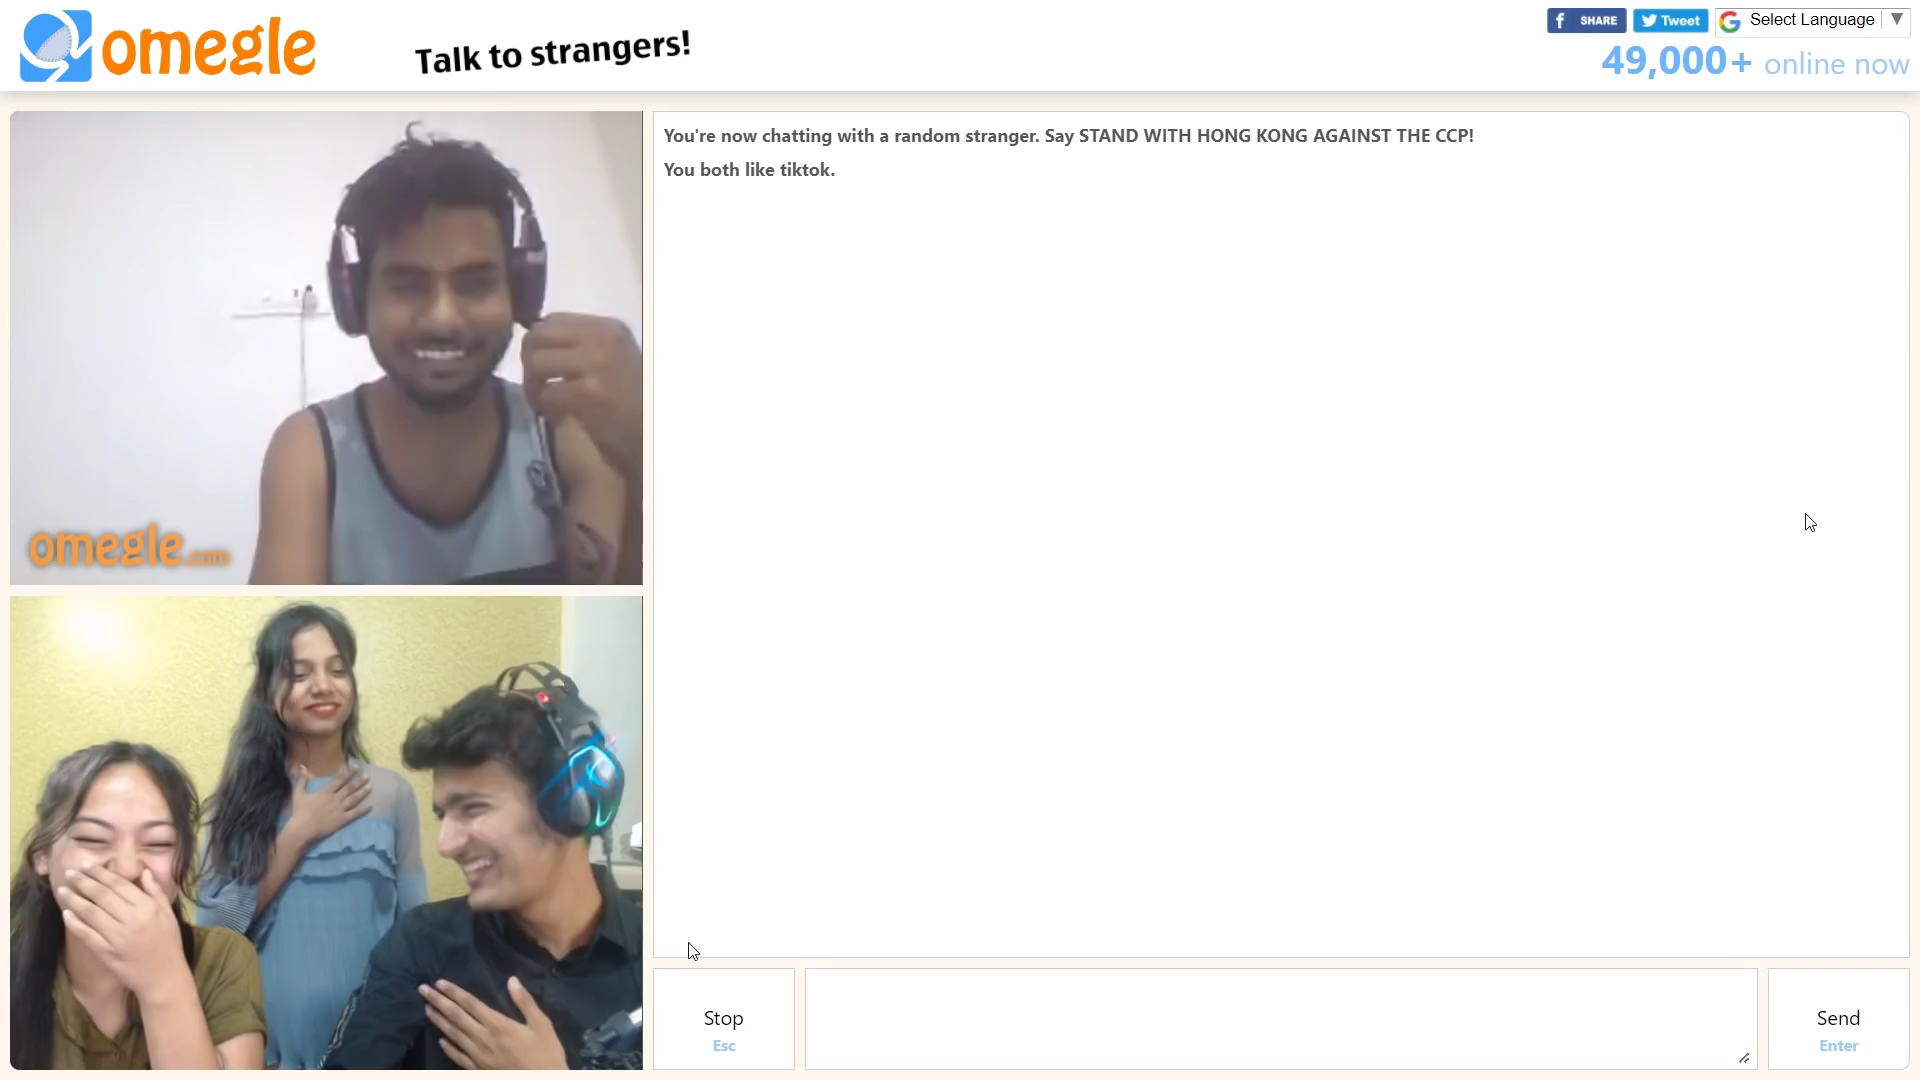 omegle
Talk to strangers!
f SHARE
Tweet
Select Language ▼
49,000+ online now
You're now chatting with a random stranger. Say STAND WITH HONG KONG AGAINST THE CCP!
You both like tiktok.
omegle.com
Stop
Esc
Send
Enter